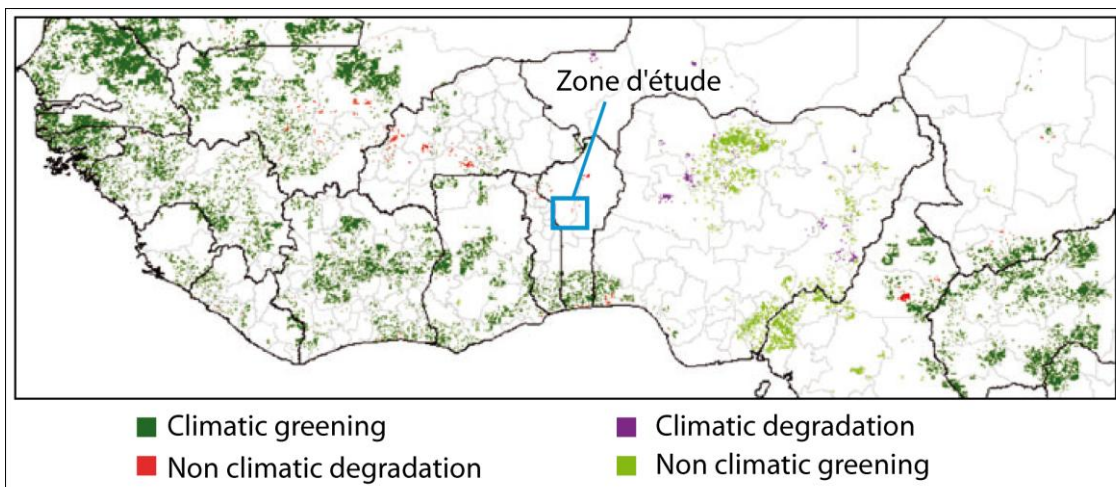 Zone d'étude
Climatic greening
Climatic degradation
Non climatic degradation
Non climatic greening